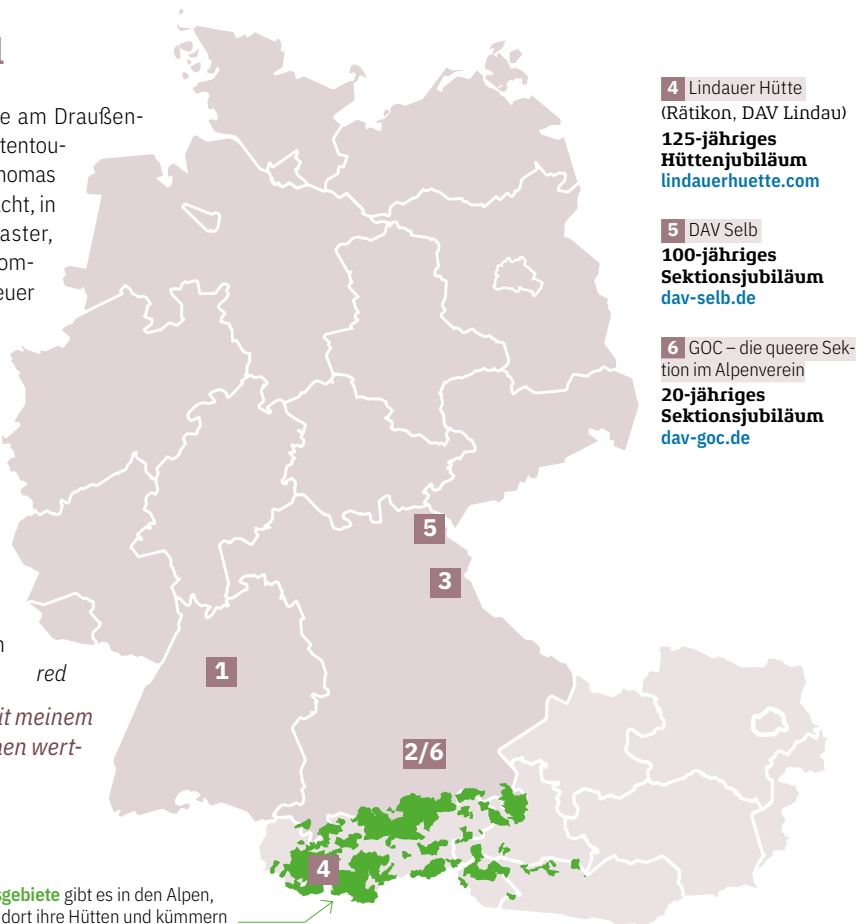 e am Draußen-
tentou-
homas
cht, in
aster,
om-
euer
n
red
it meinem
nen wert-
4 Lindauer Hütte
(Rätikon, DAV Lindau)
125-jähriges
Hüttenjubiläum
lindauerhuette.com
5 DAV Selb
100-jähriges
Sektionsjubiläum
dav-selb.de
6 GOC – die queere Sek-
tion im Alpenverein
20-jähriges
Sektionsjubiläum
dav-goc.de
5
3
1
2/6
4
sgebiete gibt es in den Alpen,
dort ihre Hütten und kümmern